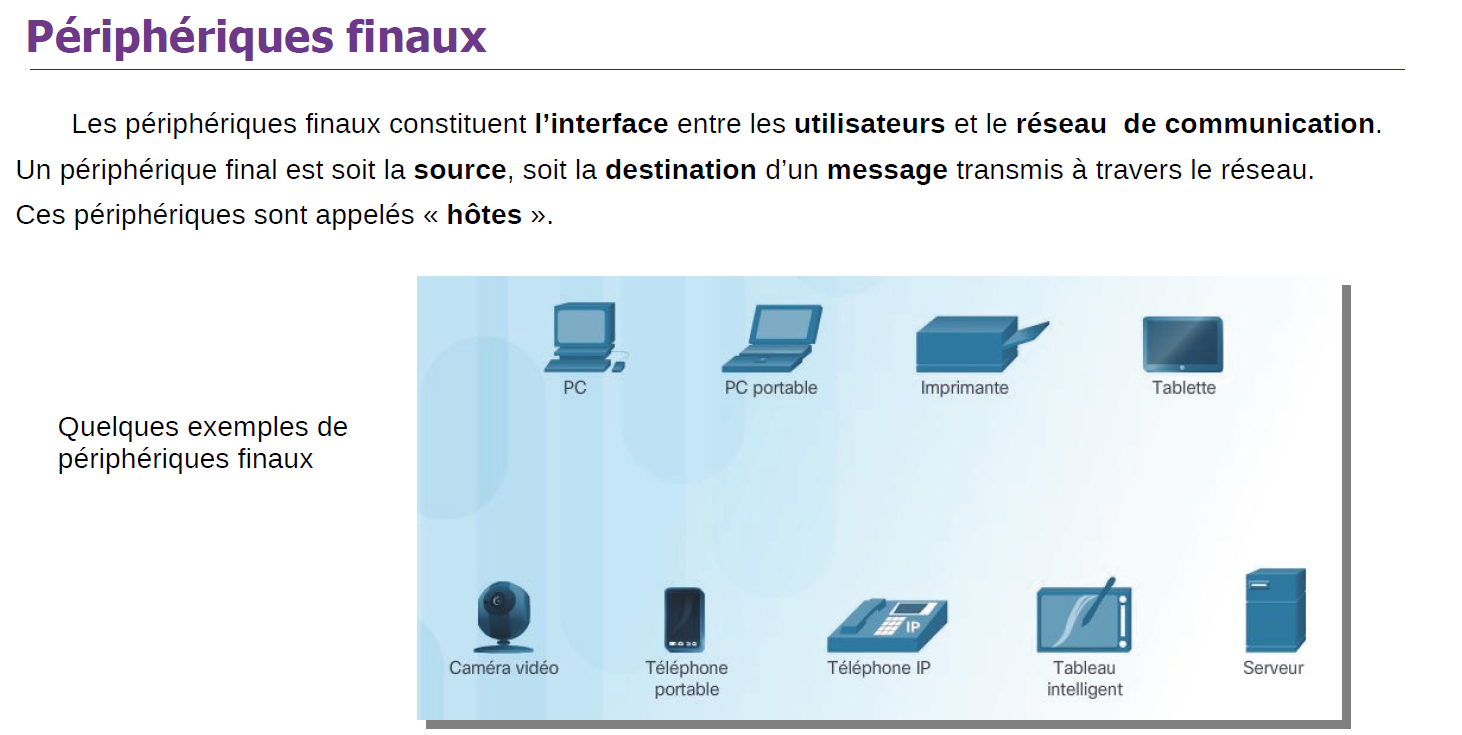 Périphériques finaux
Les périphériques finaux constituent l’interface entre les utilisateurs et le réseau  de communication.
Un périphérique final est soit la source, soit la destination d’un message transmis à travers le réseau.
Ces périphériques sont appelés « hôtes ».
Quelques exemples de
périphériques finaux
PC
PC portable
Imprimante
Tablette
Caméra vidéo
Téléphone
portable
IP
Téléphone IP
Tableau
intelligent
Serveur